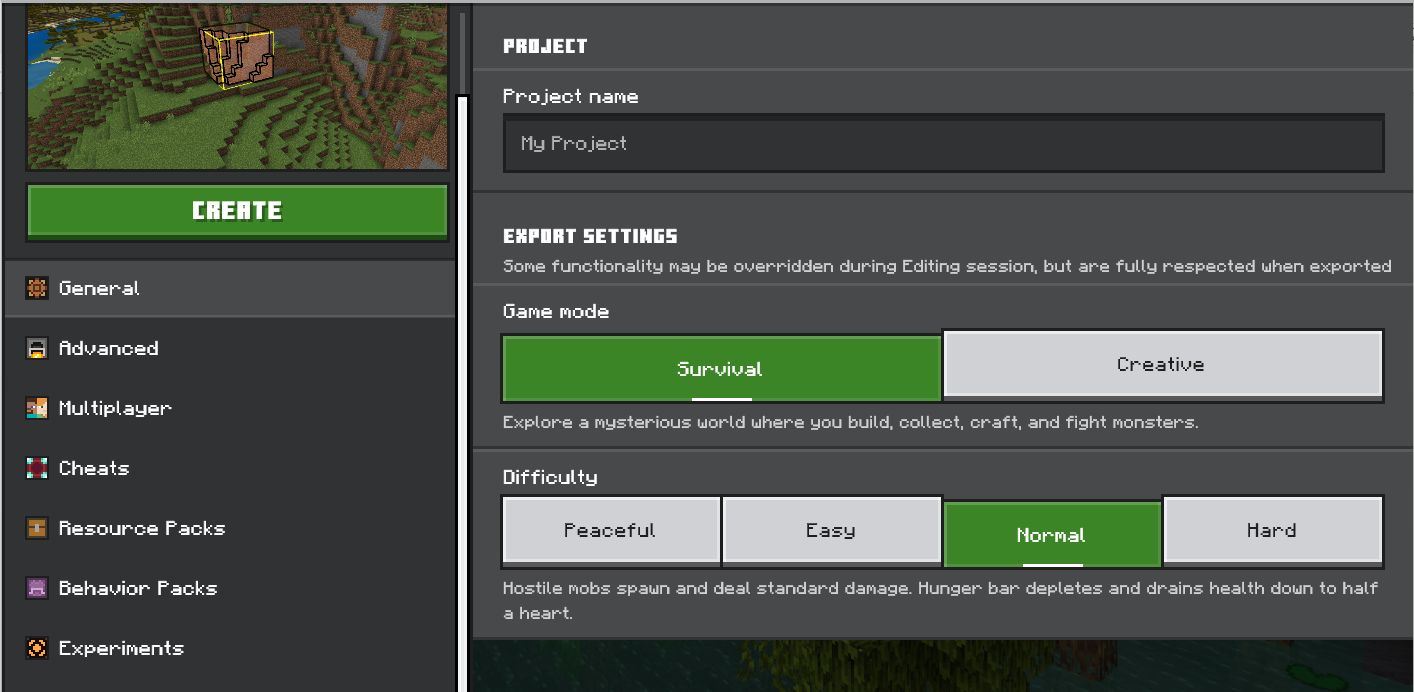 PROJECT
Project name
My Project
CREATE
EXPORT SETTINGS
Some functionality may be overridden during Editing session, but are fully respected when exported
General
Game mode
Advanced
Survival
Creative
Multiplayer
Explore a mysterious world where you build, collect, craft, and fight monsters.
Cheats
Difficulty
Resource Packs
Peaceful
Easy
Normal
Hard
Behavior Packs
Hostile mobs spawn and deal standard damage. Hunger bar depletes and drains health down to half
a heart.
Experiments